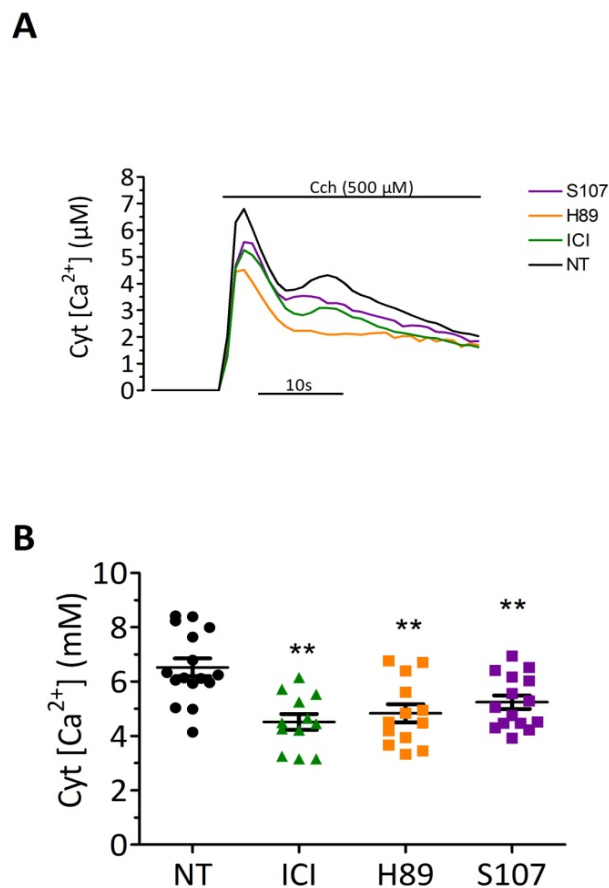 A
Cyt [Ca²⁺] (µM)
8
7
6
5
4
3
2
1
0
Cch (500 µM)
10s
S107
H89
ICI
NT
B
Cyt [Ca²⁺] (mM)
10
8
6
4
2
0
**
**
**
NT ICI H89 S107